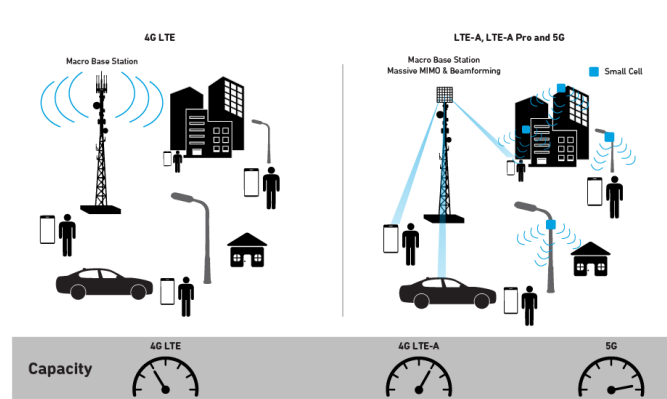 4G LTE
LTE-A, LTE-A Pro and 5G
Macro Base Station
Macro Base Station
Massive MIMO & Beamforming
Small Cell
Capacity
4G LTE
4G LTE-A
5G